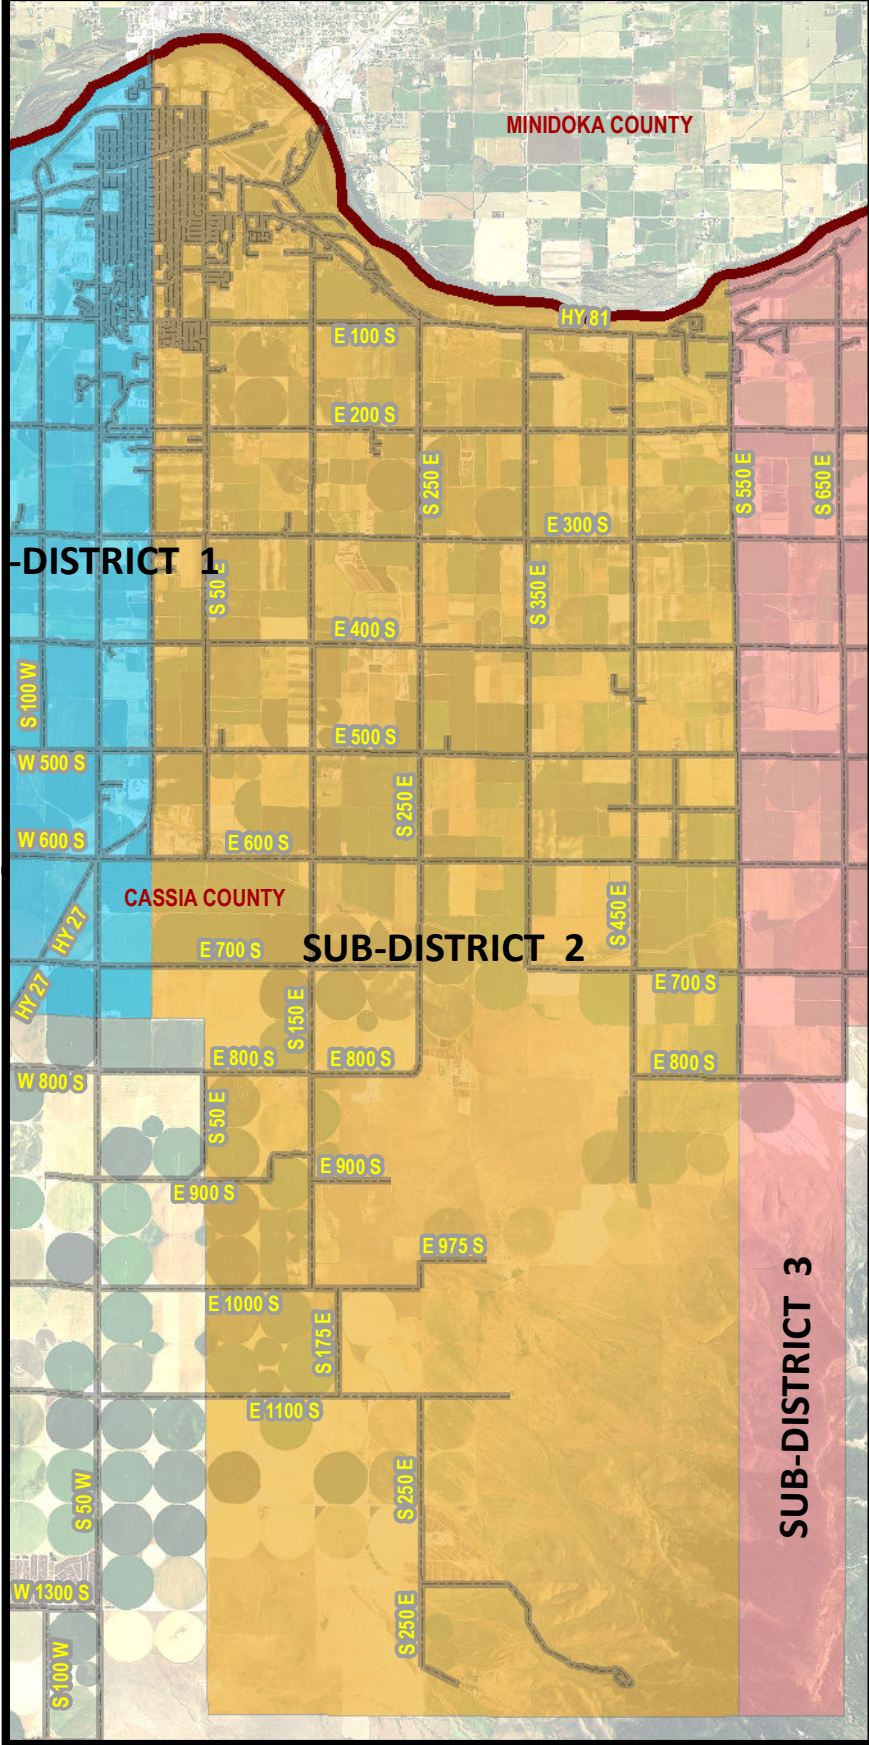 MINIDOKA COUNTY
HY 81
E 100 S
E 200 S
S 250 E
S 550 E
S 650 E
E 300 S
-DISTRICT 1
S 50 E
S 350 E
E 400 S
S 100 W
E 500 S
W 500 S
S 250 E
W 600 S
E 600 S
CASSIA COUNTY
S 450 E
HY 27
E 700 S
SUB-DISTRICT 2
HY 27
E 700 S
S 150 E
E 800 S
E 800 S
E 800 S
W 800 S
S 50 E
E 900 S
E 900 S
E 975 S
E 1000 S
S 175 E
SUB-DISTRICT 3
E 1100 S
S 50 W
S 250 E
W 1300 S
S 250 E
S 100 W